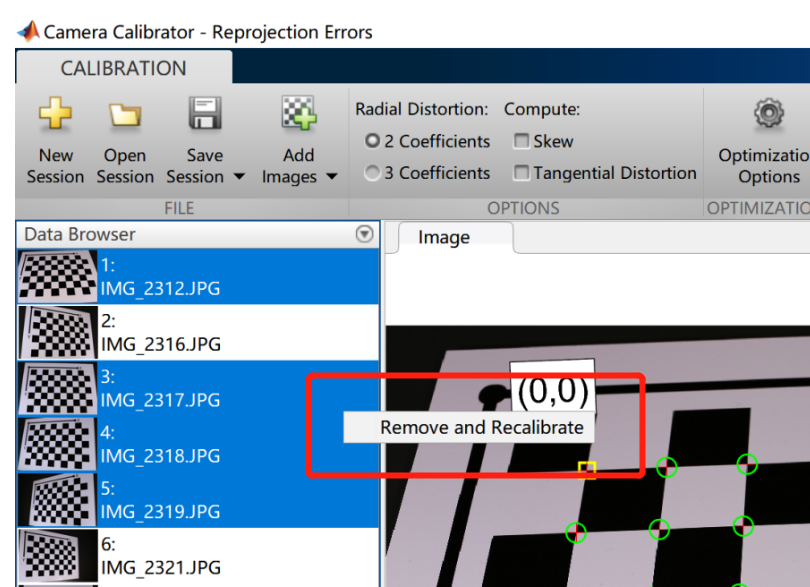 Camera Calibrator - Reprojection Errors
CALIBRATION
New Session
Open Session
Save Session
Add Images
Radial Distortion:
2 Coefficients
3 Coefficients
Compute:
Skew
Tangential Distortion
Optimizatio
Options
FILE
OPTIONS
OPTIMIZATIO
Data Browser
Image
1:
IMG_2312.JPG
2:
IMG_2316.JPG
3:
IMG_2317.JPG
4:
IMG_2318.JPG
5:
IMG_2319.JPG
6:
IMG_2321.JPG
(0,0)
Remove and Recalibrate